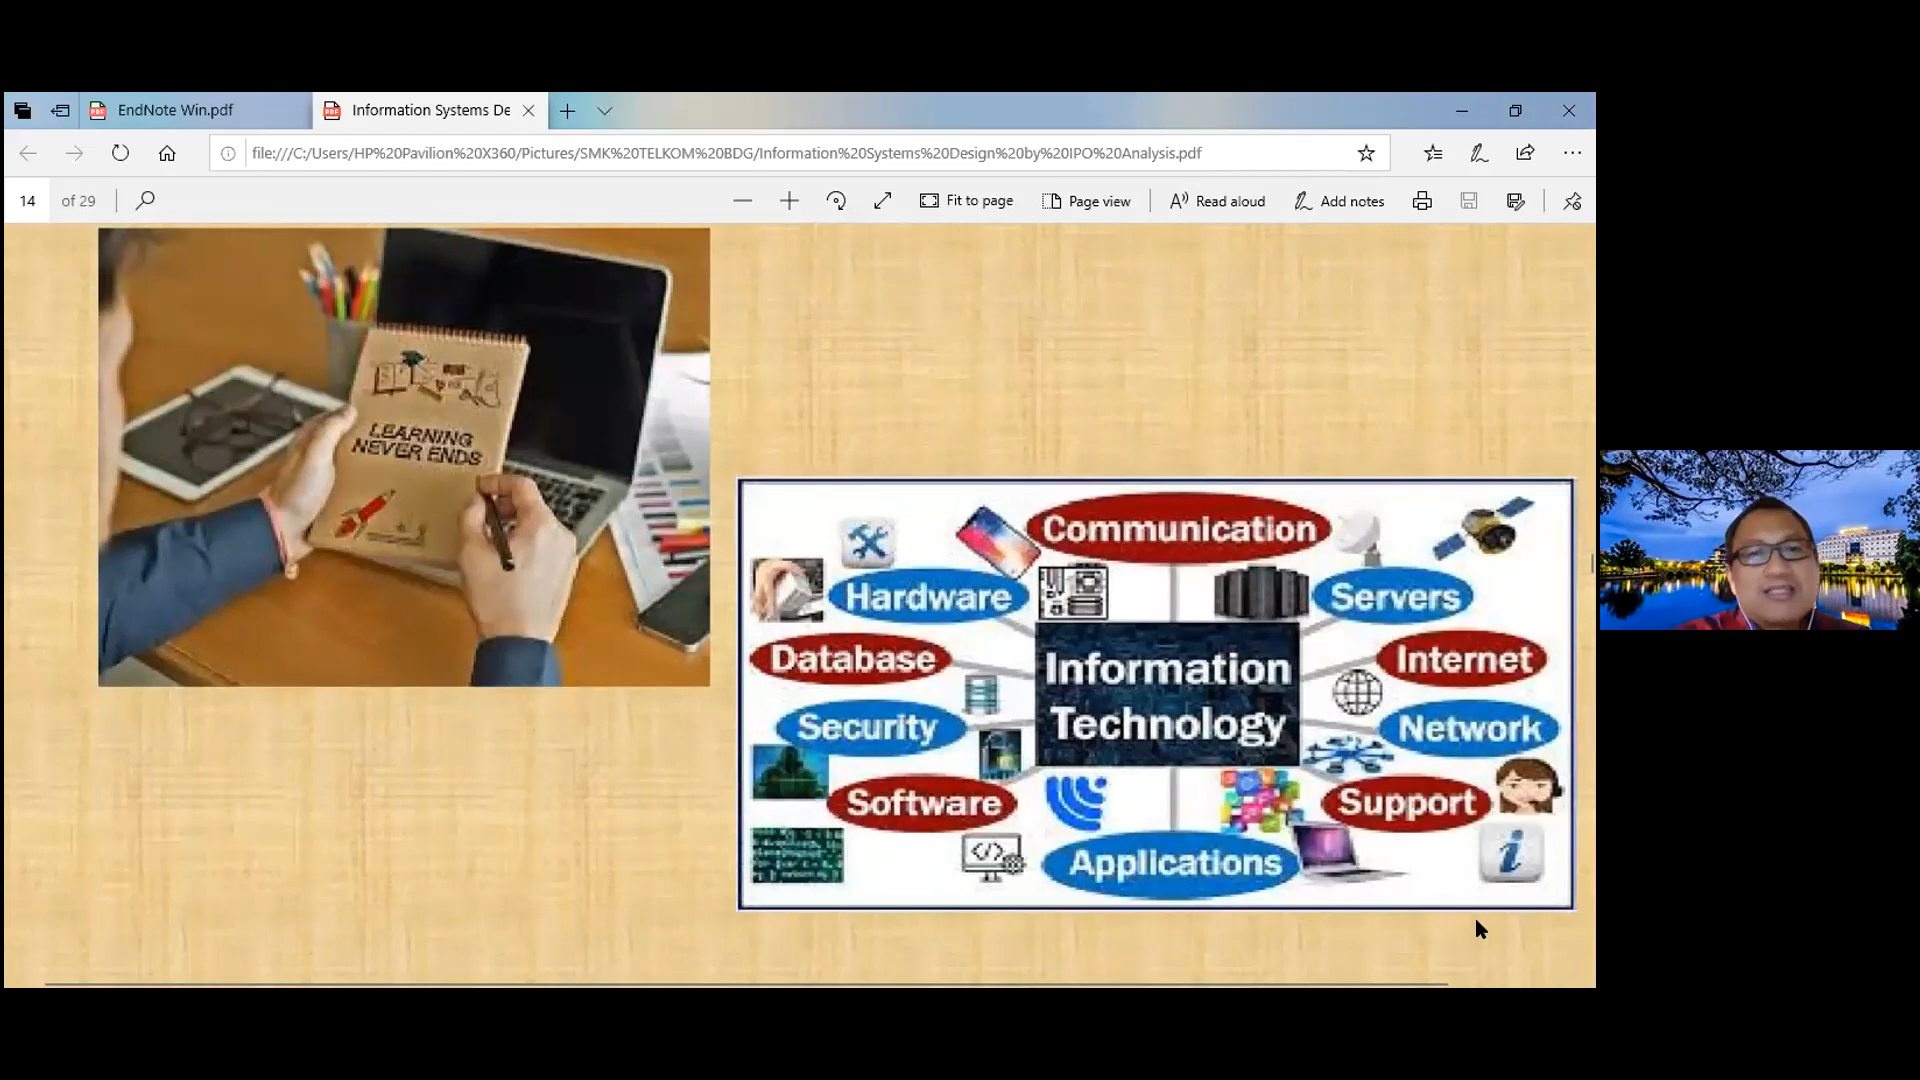 EndNote Win.pdf
Information Systems De
file:///C:/Users/HP%20Pavilion%20X360/Pictures/SMK%20TELKOM%20BDG/Information%20Systems%20Design%20by%20IPO%20Analysis.pdf
14 of 29
Fit to page
Page view
Read aloud
Add notes
LEARNING
NEVER ENDS
Communication
Hardware
Servers
Database
Information
Technology
Internet
Security
Network
Software
Support
Applications
i